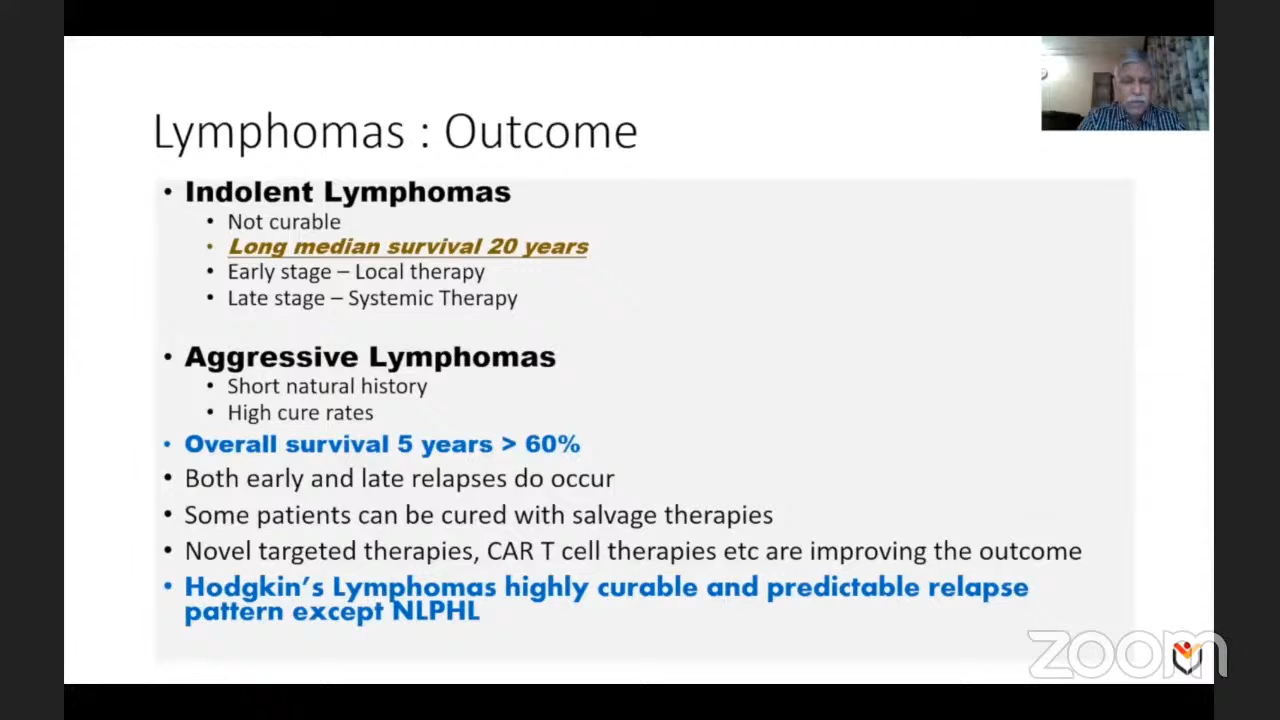 Lymphomas : Outcome
• Indolent Lymphomas
• Not curable
• Long median survival 20 years
• Early stage – Local therapy
• Late stage – Systemic Therapy
• Aggressive Lymphomas
• Short natural history
• High cure rates
• Overall survival 5 years > 60%
• Both early and late relapses do occur
• Some patients can be cured with salvage therapies
• Novel targeted therapies, CAR T cell therapies etc are improving the outcome
• Hodgkin's Lymphomas highly curable and predictable relapse
pattern except NLPHL
zoom